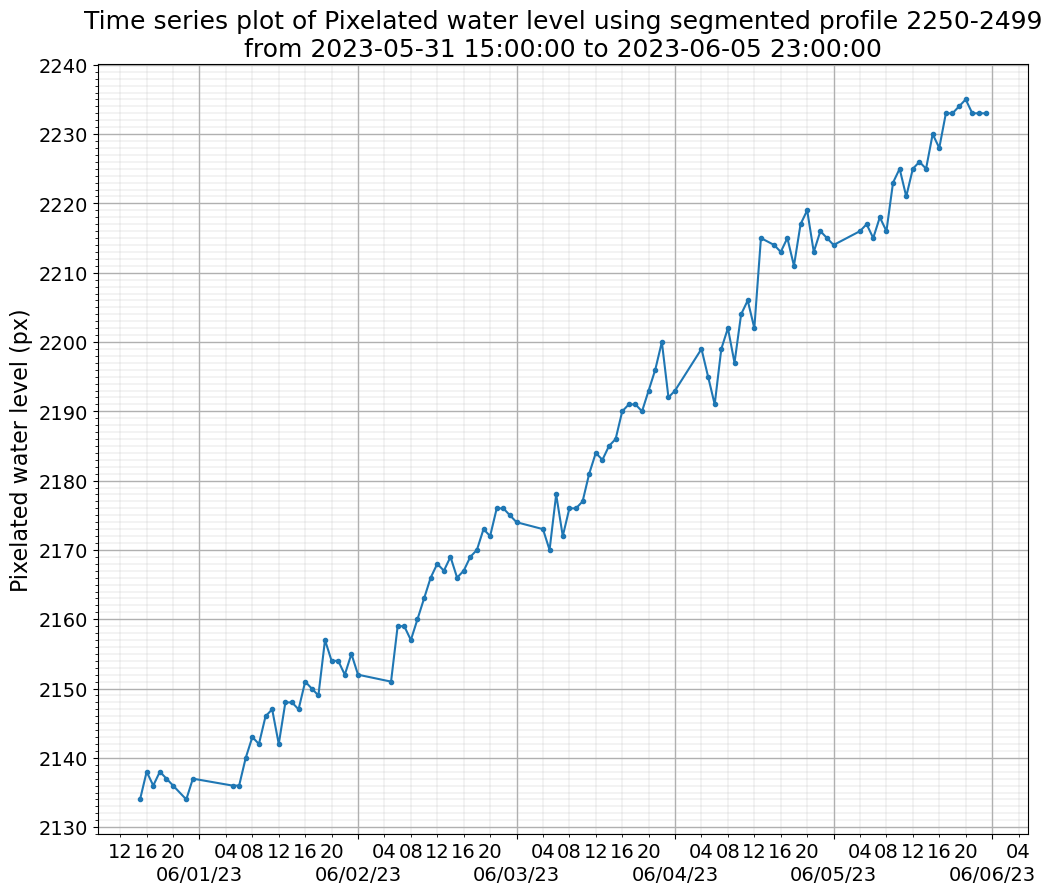 Time series plot of Pixelated water level using segmented profile 2250-2499
from 2023-05-31 15:00:00 to 2023-06-05 23:00:00
Pixelated water level (px)
2240
2230
2220
2210
2200
2190
2180
2170
2160
2150
2140
2130
12 16 20 04 08 12 16 20 04 08 12 16 20 04 08 12 16 20 04 08 12 16 20 04 08 12 16 20 04
06/01/23 06/02/23 06/03/23 06/04/23 06/05/23 06/06/23